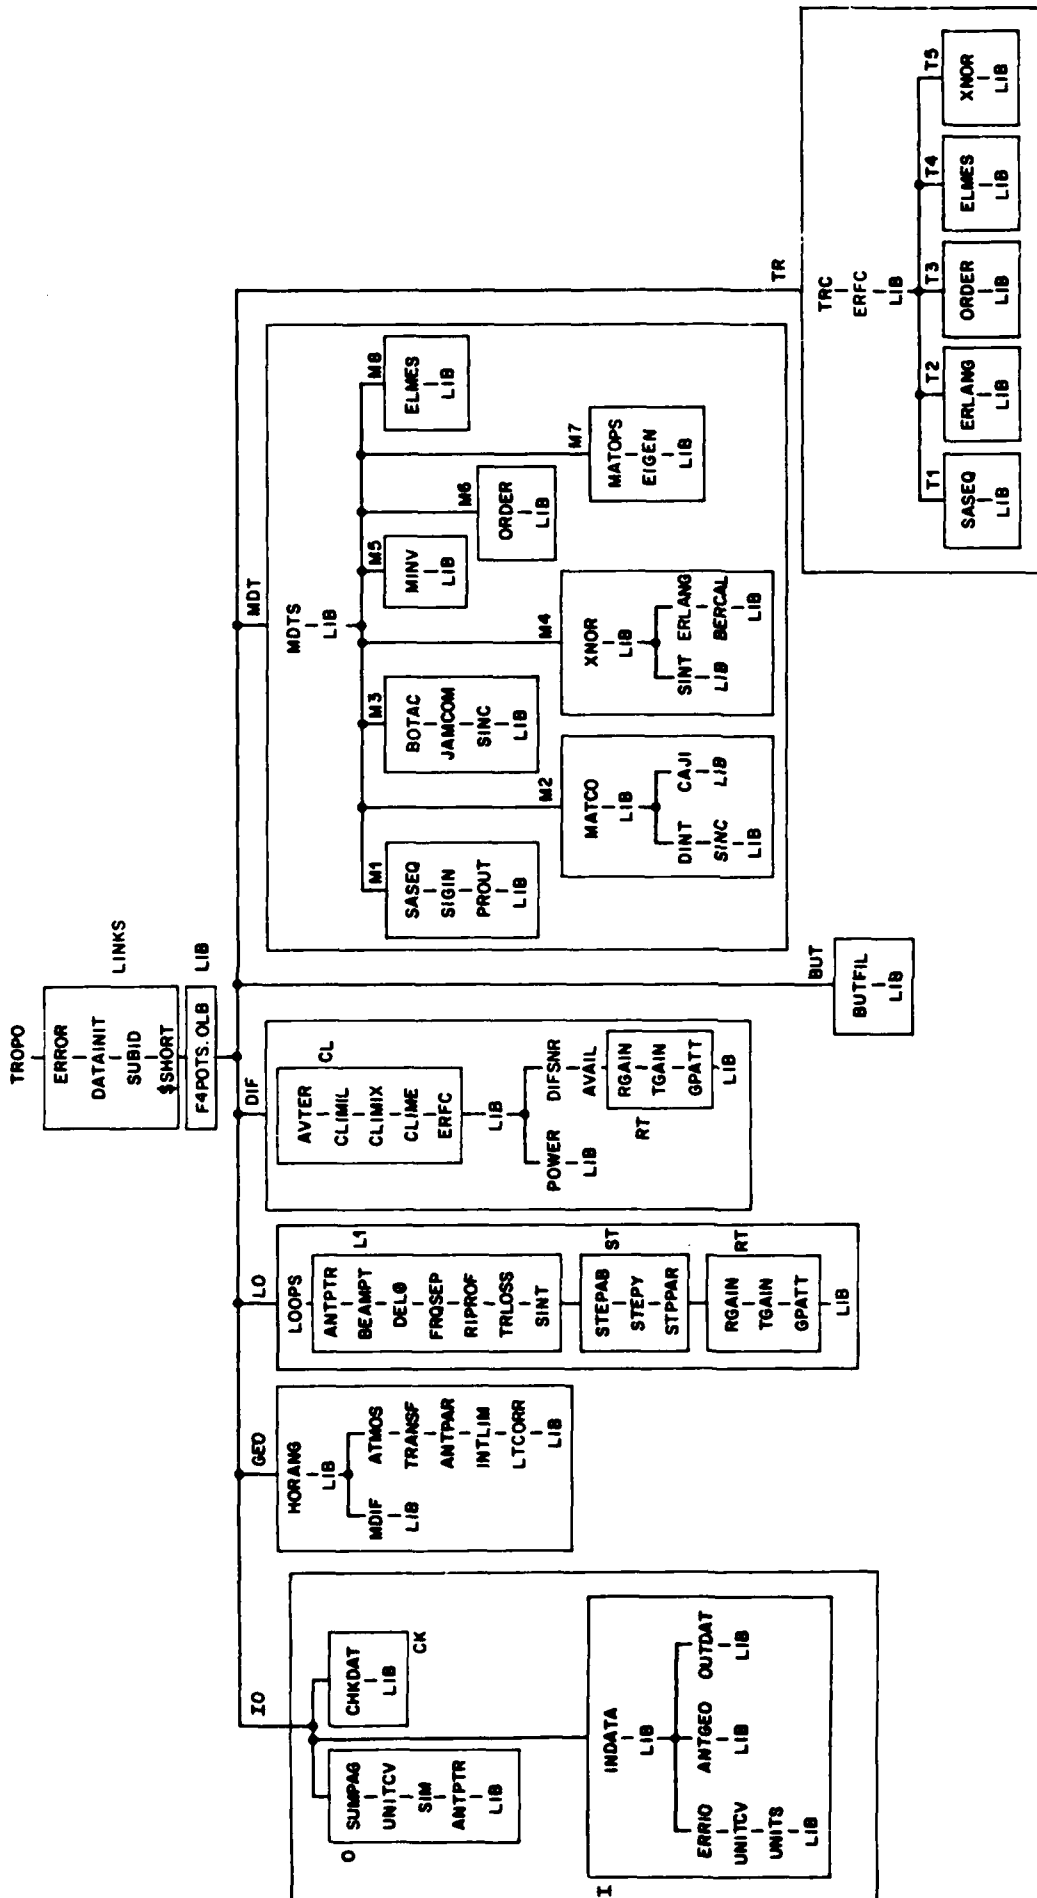 TROPO
LINKS
ERROR
DATAINIT
SUBID
$SHORT
F4POTS.OLB
LIB
IO
O
SUMPAG
UNITCV
SIM
ANTPTR
LIB
CHKDAT
LIB
CK
I
INDATA
LIB
ERRIO
UNITCV
UNITS
LIB
ANTGEO
LIB
OUTDAT
LIB
GEO
HORANG
LIB
MDIF
LIB
ATMOS
TRANSF
ANTPAR
INTLIM
LTCORR
LIB
LO
LOOPS
L1
ANTPTR
BEAMPT
DELØ
FRQSEP
RIPROF
TRLOSS
SINT
ST
STEPAB
STEPY
STPPAR
RT
RGAIN
TGAIN
GPATT
LIB
DIF
CL
AVTER
CLIMIL
CLIMIX
CLIME
ERFC
LIB
POWER
LIB
DIFSNR
AVAIL
RT
RGAIN
TGAIN
GPATT
LIB
BUT
BUTFIL
LIB
MDT
MDTS
LIB
M1
SASEQ
SIGIN
PROUT
LIB
M2
MATCO
LIB
DINT
SINC
LIB
CAJI
LIB
M3
BOTAC
JAMCOM
SINC
LIB
M4
XNOR
LIB
SINT
LIB
ERLANG
BERCAL
LIB
M5
MINV
LIB
M6
ORDER
LIB
M7
MATOPS
EIGEN
LIB
M8
ELMES
LIB
TR
TRC
ERFC
LIB
T1
SASEQ
LIB
T2
ERLANG
LIB
T3
ORDER
LIB
T4
ELMES
LIB
T5
XNOR
LIB